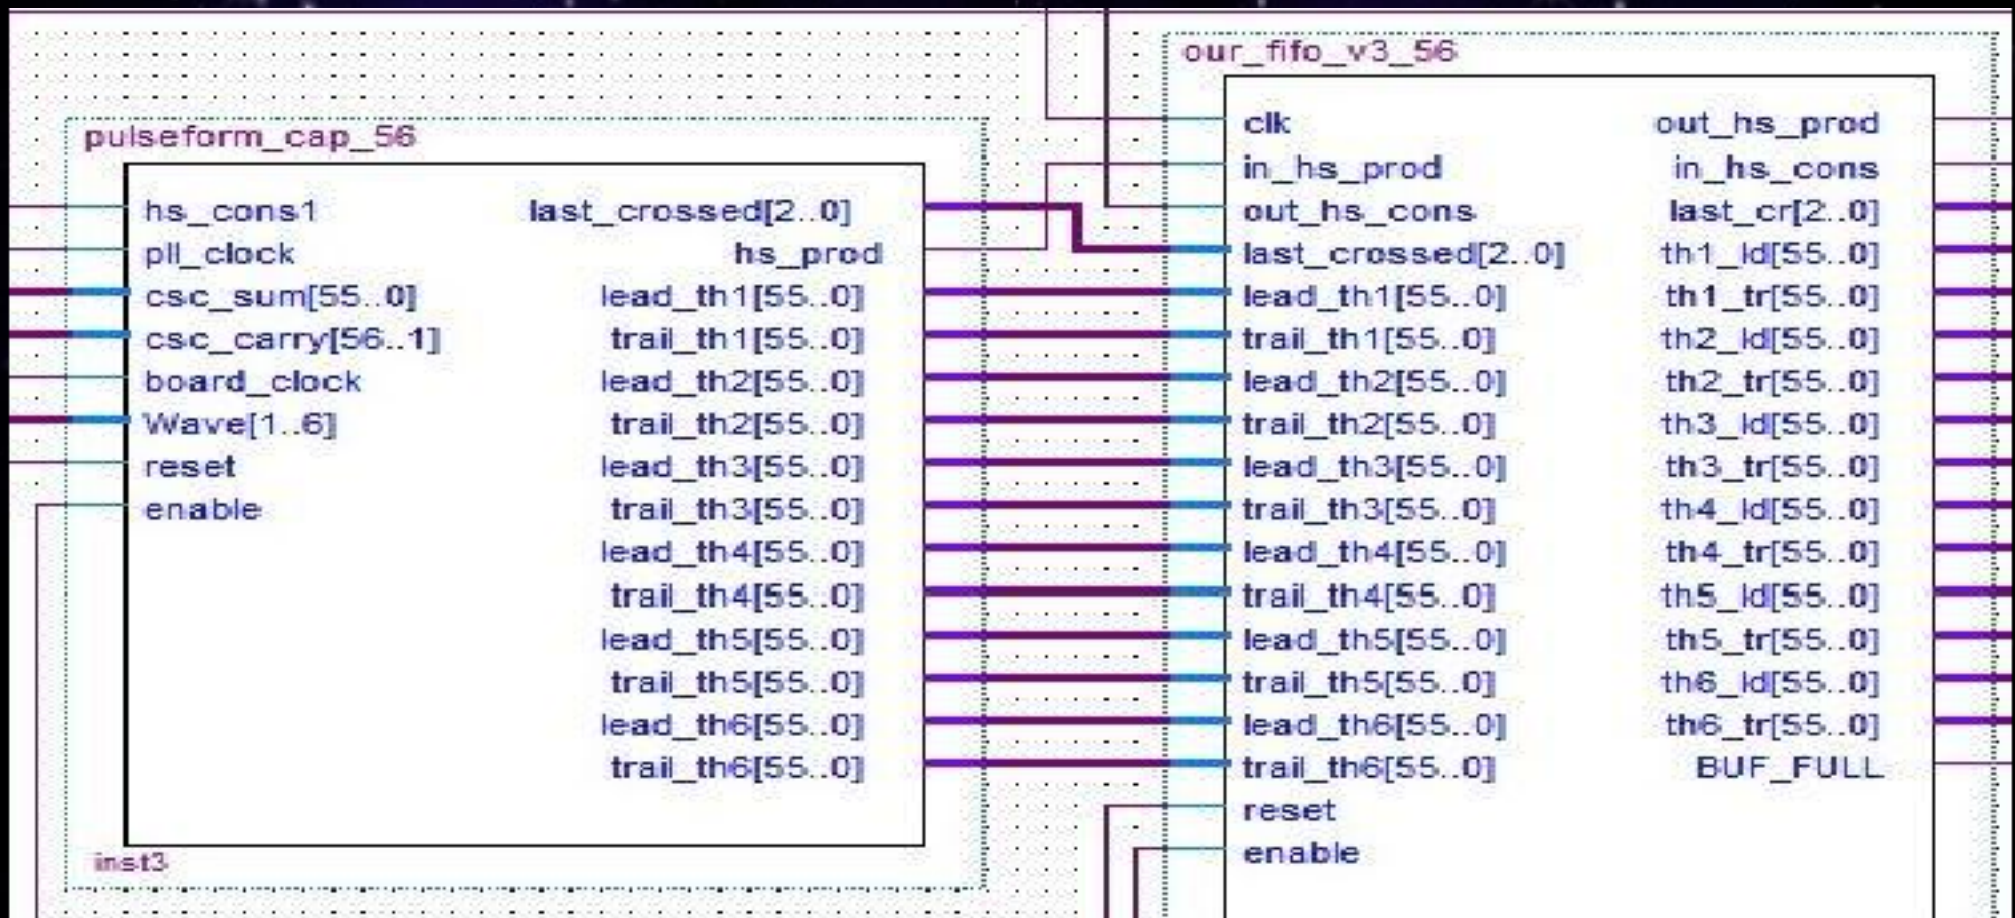 pulseform_cap_56
hs_cons1
pll_clock
csc_sum[55..0]
csc_carry[56..1]
board_clock
Wave[1..6]
reset
enable
last_crossed[2..0]
hs_prod
lead_th1[55..0]
trail_th1[55..0]
lead_th2[55..0]
trail_th2[55..0]
lead_th3[55..0]
trail_th3[55..0]
lead_th4[55..0]
trail_th4[55..0]
lead_th5[55..0]
trail_th5[55..0]
lead_th6[55..0]
trail_th6[55..0]
inst3
our_fifo_v3_56
clk
in_hs_prod
out_hs_cons
last_crossed[2..0]
lead_th1[55..0]
trail_th1[55..0]
lead_th2[55..0]
trail_th2[55..0]
lead_th3[55..0]
trail_th3[55..0]
lead_th4[55..0]
trail_th4[55..0]
lead_th5[55..0]
trail_th5[55..0]
lead_th6[55..0]
trail_th6[55..0]
reset
enable
out_hs_prod
in_hs_cons
last_cr[2..0]
th1_ld[55..0]
th1_tr[55..0]
th2_ld[55..0]
th2_tr[55..0]
th3_ld[55..0]
th3_tr[55..0]
th4_ld[55..0]
th4_tr[55..0]
th5_ld[55..0]
th5_tr[55..0]
th6_ld[55..0]
th6_tr[55..0]
BUF_FULL